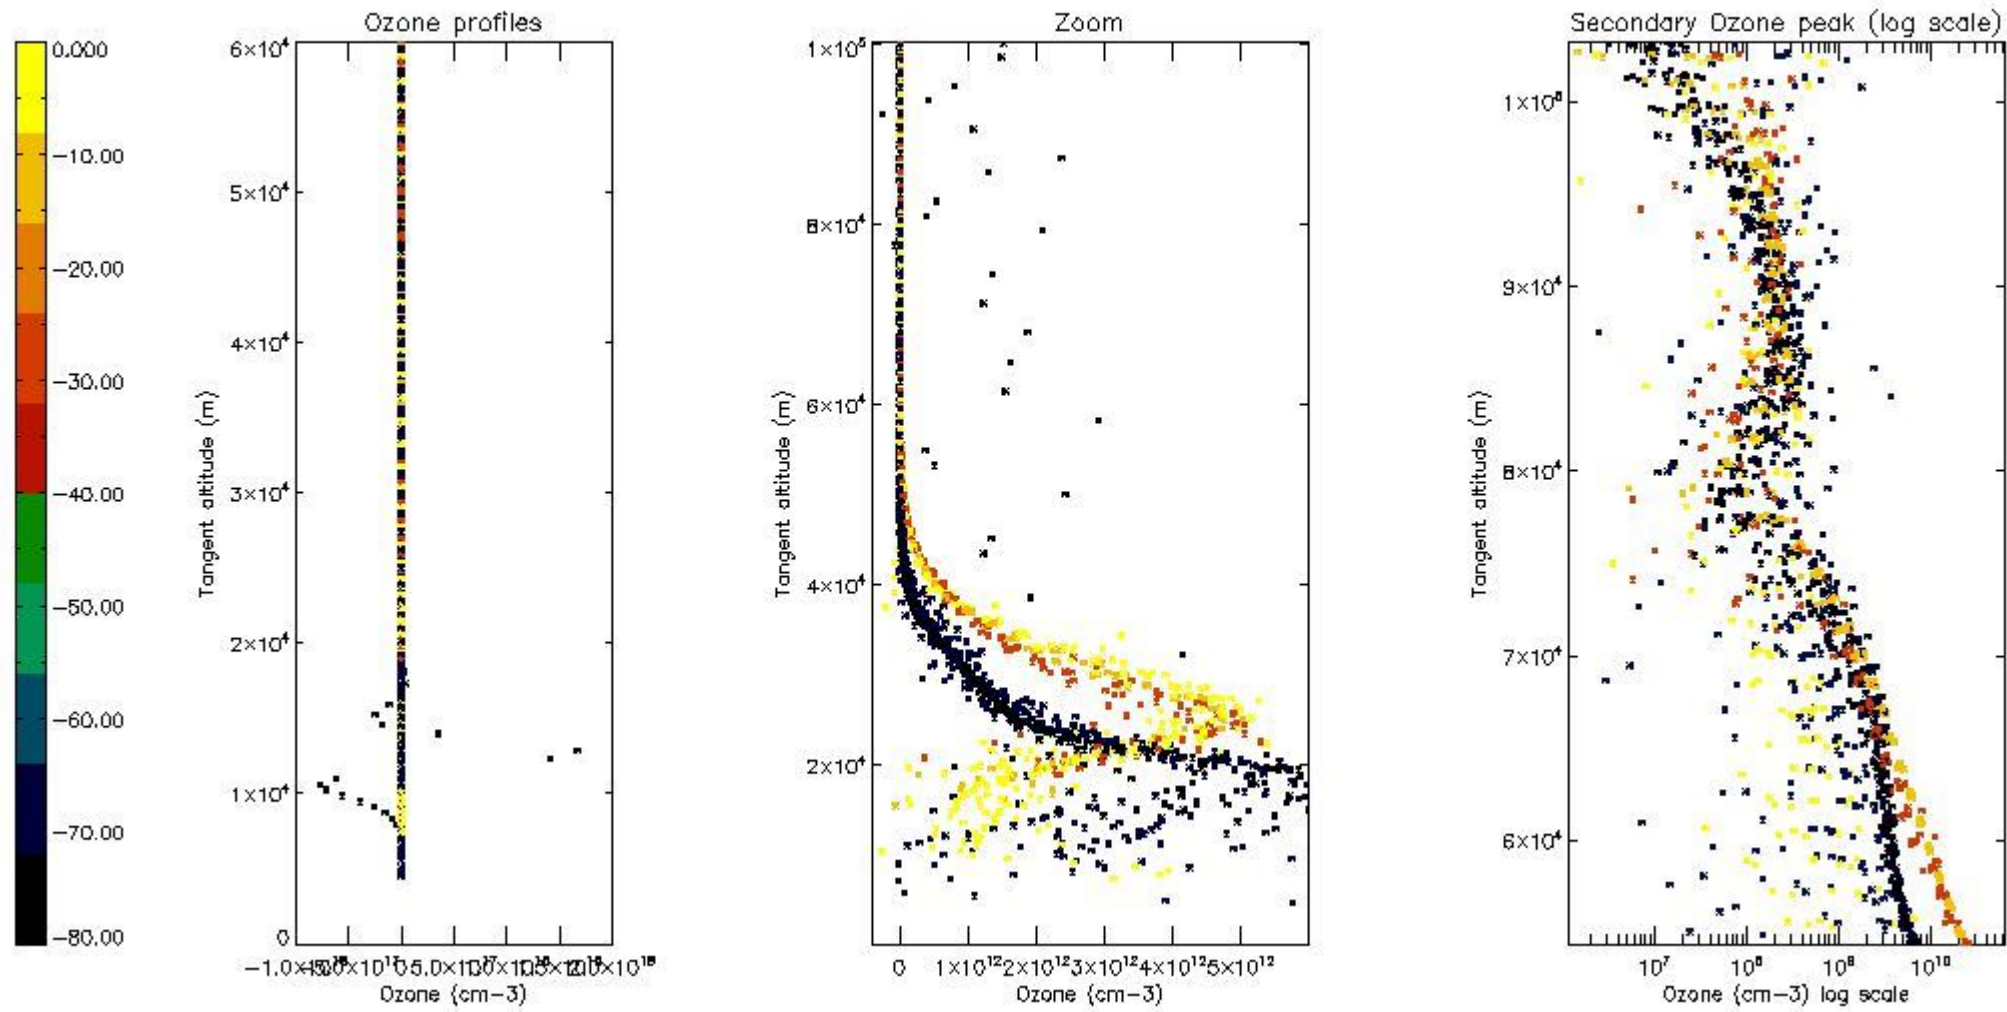 Ozone profiles
Zoom
Secondary Ozone peak (log scale)
0.000
−10.00
−20.00
−30.00
−40.00
−50.00
−60.00
−70.00
−80.00
6×10⁴
5×10⁴
4×10⁴
3×10⁴
2×10⁴
1×10⁴
0
Tangent altitude (m)
Ozone (cm−3)
1×10⁵
8×10⁴
6×10⁴
4×10⁴
2×10⁴
Tangent altitude (m)
0 1×10¹² 2×10¹² 3×10¹² 4×10¹² 5×10¹²
Ozone (cm−3)
9×10⁴
8×10⁴
7×10⁴
6×10⁴
Tangent altitude (m)
10⁷ 10⁸ 10⁹ 10¹⁰
Ozone (cm−3) log scale